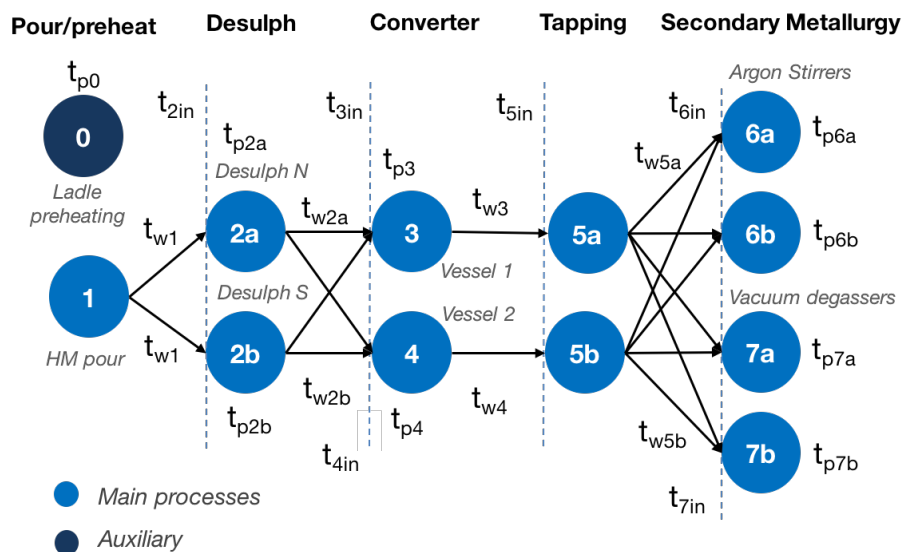 Pour/preheat
Desulph
Converter
Tapping
Secondary Metallurgy
tp0
t2in
t3in
t5in
t6in
Argon Stirrers
0
tp2a
Desulph N
tp3
tw5a
6a
tp6a
Ladle
preheating
tw1
2a
tw2a
3
tw3
5a
6b
tp6b
1
Desulph S
Vessel 1
Vacuum degassers
HM pour
tw1
2b
tw2b
Vessel 2
4
tw4
5b
7a
tp7a
tp2b
t4in
tp4
tw5b
7b
tp7b
t7in
Main processes
Auxiliary